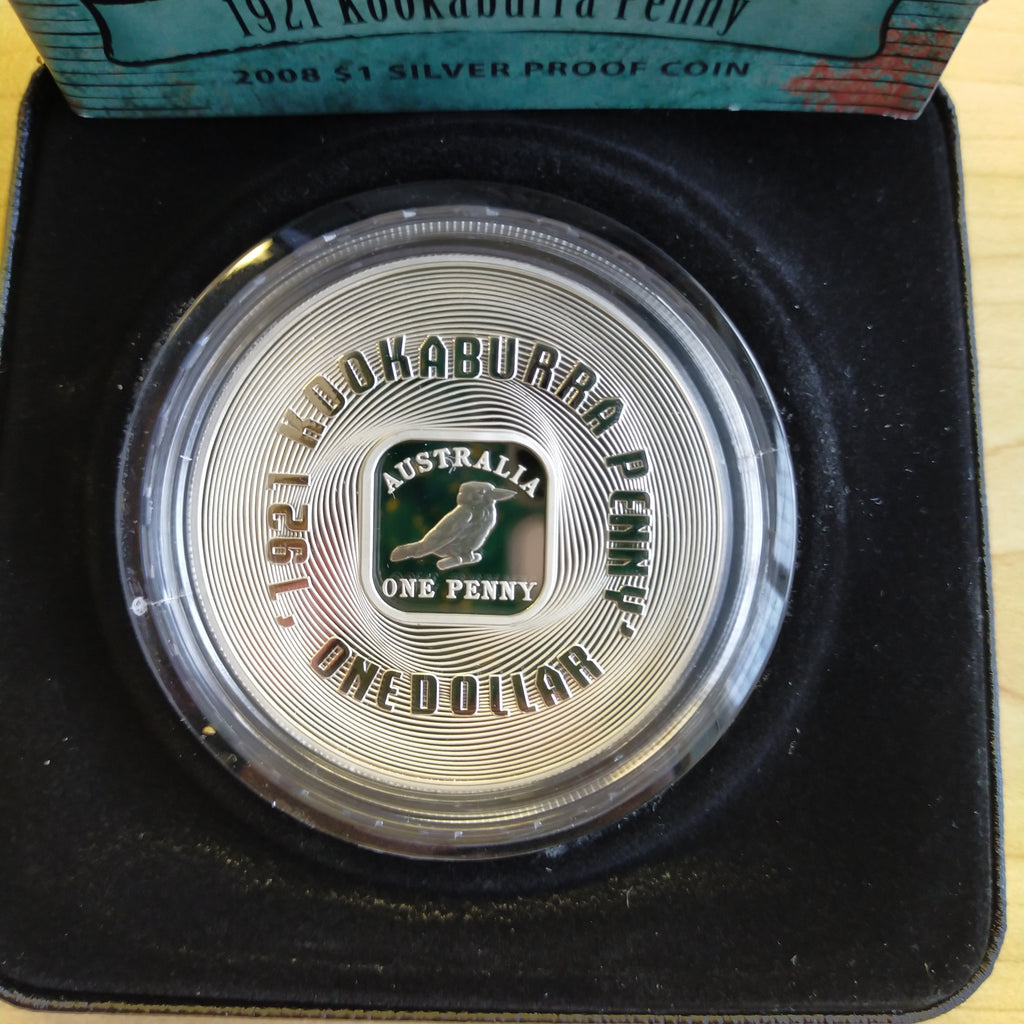 1921 Kookaburra Penny
2008 $1 SILVER PROOF COIN
'1921 KOOKABURRA PENNY'
AUSTRALIA
ONE PENNY
ONE DOLLAR